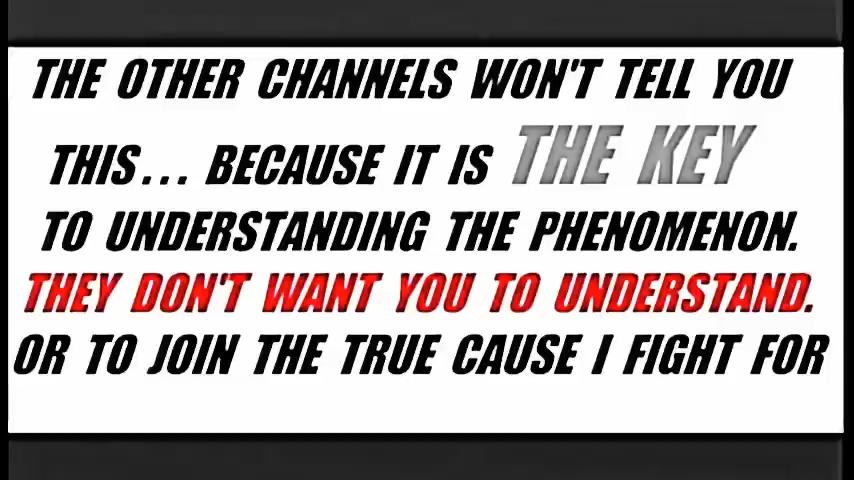 THE OTHER CHANNELS WON'T TELL YOU
THIS... BECAUSE IT IS THE KEY
TO UNDERSTANDING THE PHENOMENON.
THEY DON'T WANT YOU TO UNDERSTAND.
OR TO JOIN THE TRUE CAUSE I FIGHT FOR